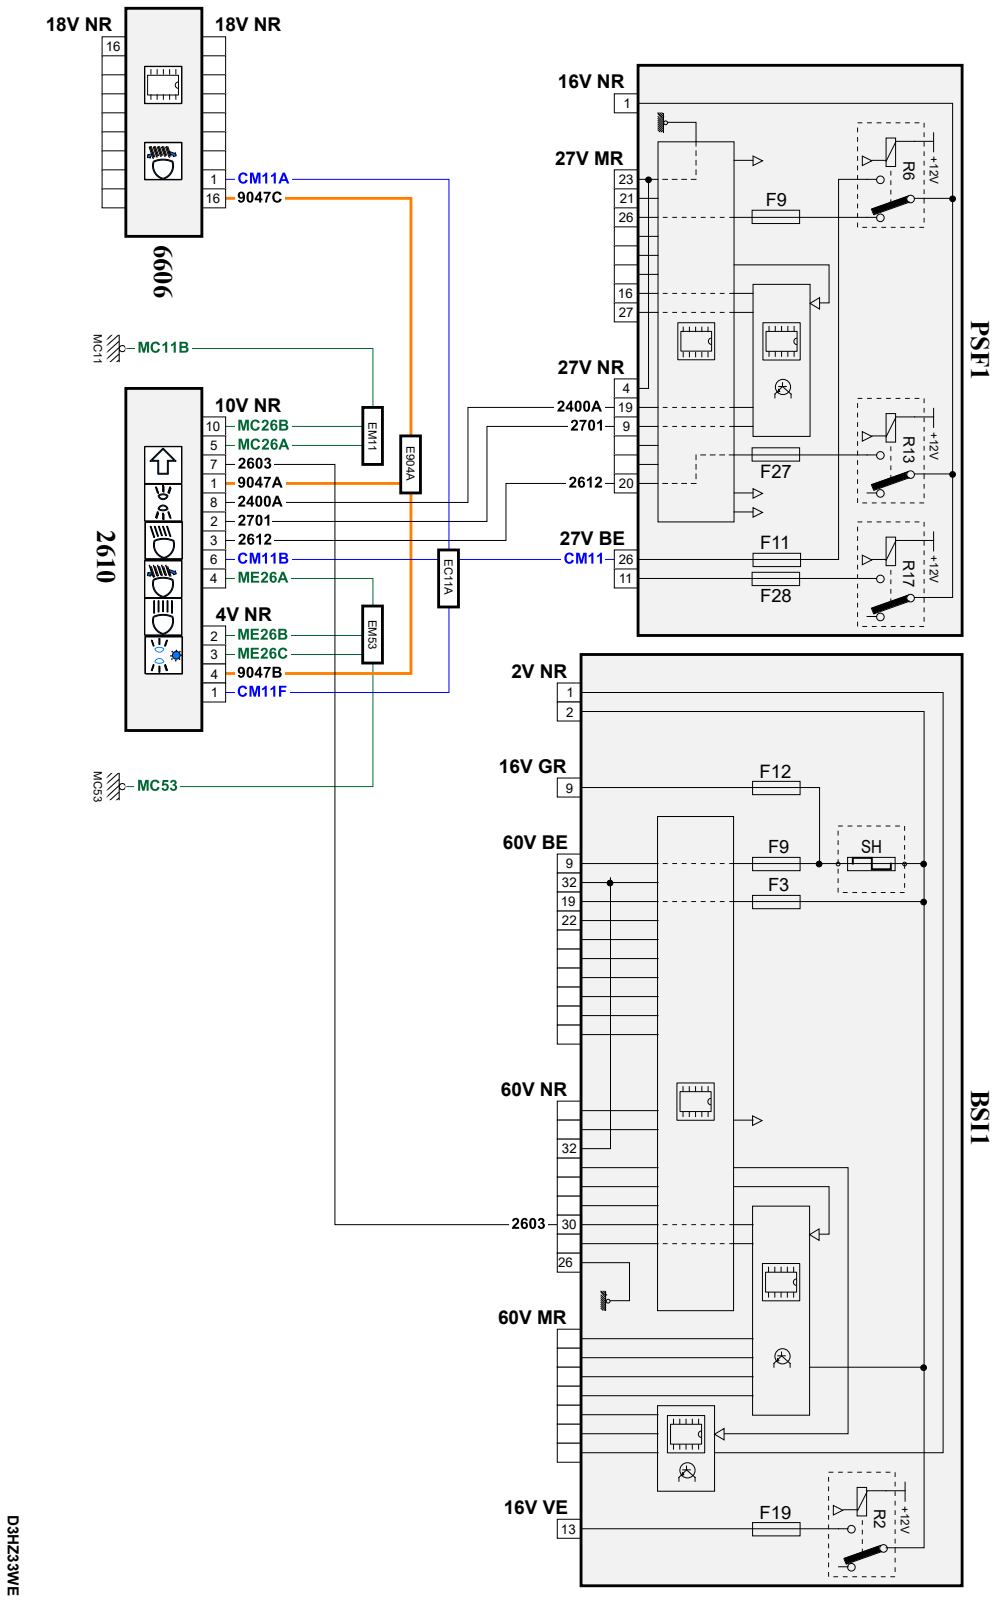 18V NR
18V NR
16
1
CM11A
16
9047C
6606
MC11
MC11B
10V NR
10
MC26B
5
MC26A
7
2603
1
9047A
8
2400A
2
2701
3
2612
6
CM11B
4
ME26A
4V NR
2
ME26B
3
ME26C
4
9047B
1
CM11F
2610
EM11
E904A
EC11A
EM53
MC53
MC53
PSF1
16V NR
1
27V MR
23
21
26
16
27
27V NR
4
2400A
19
2701
9
2612
20
27V BE
CM11
26
11
F9
F27
F11
F28
R6
+12V
R13
+12V
R17
+12V
BSI1
2V NR
1
2
16V GR
9
60V BE
9
32
19
22
60V NR
32
2603
30
26
60V MR
16V VE
13
F12
F9
SH
F3
F19
R2
+12V
D3HZ33WE